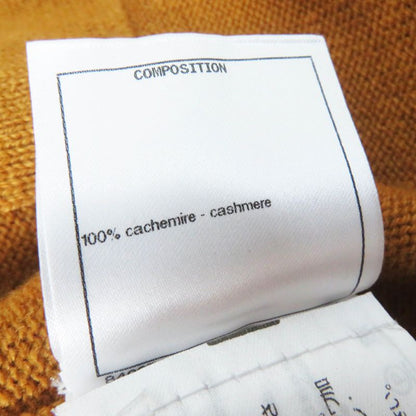 COMPOSITION
100% cachemire - cashmere